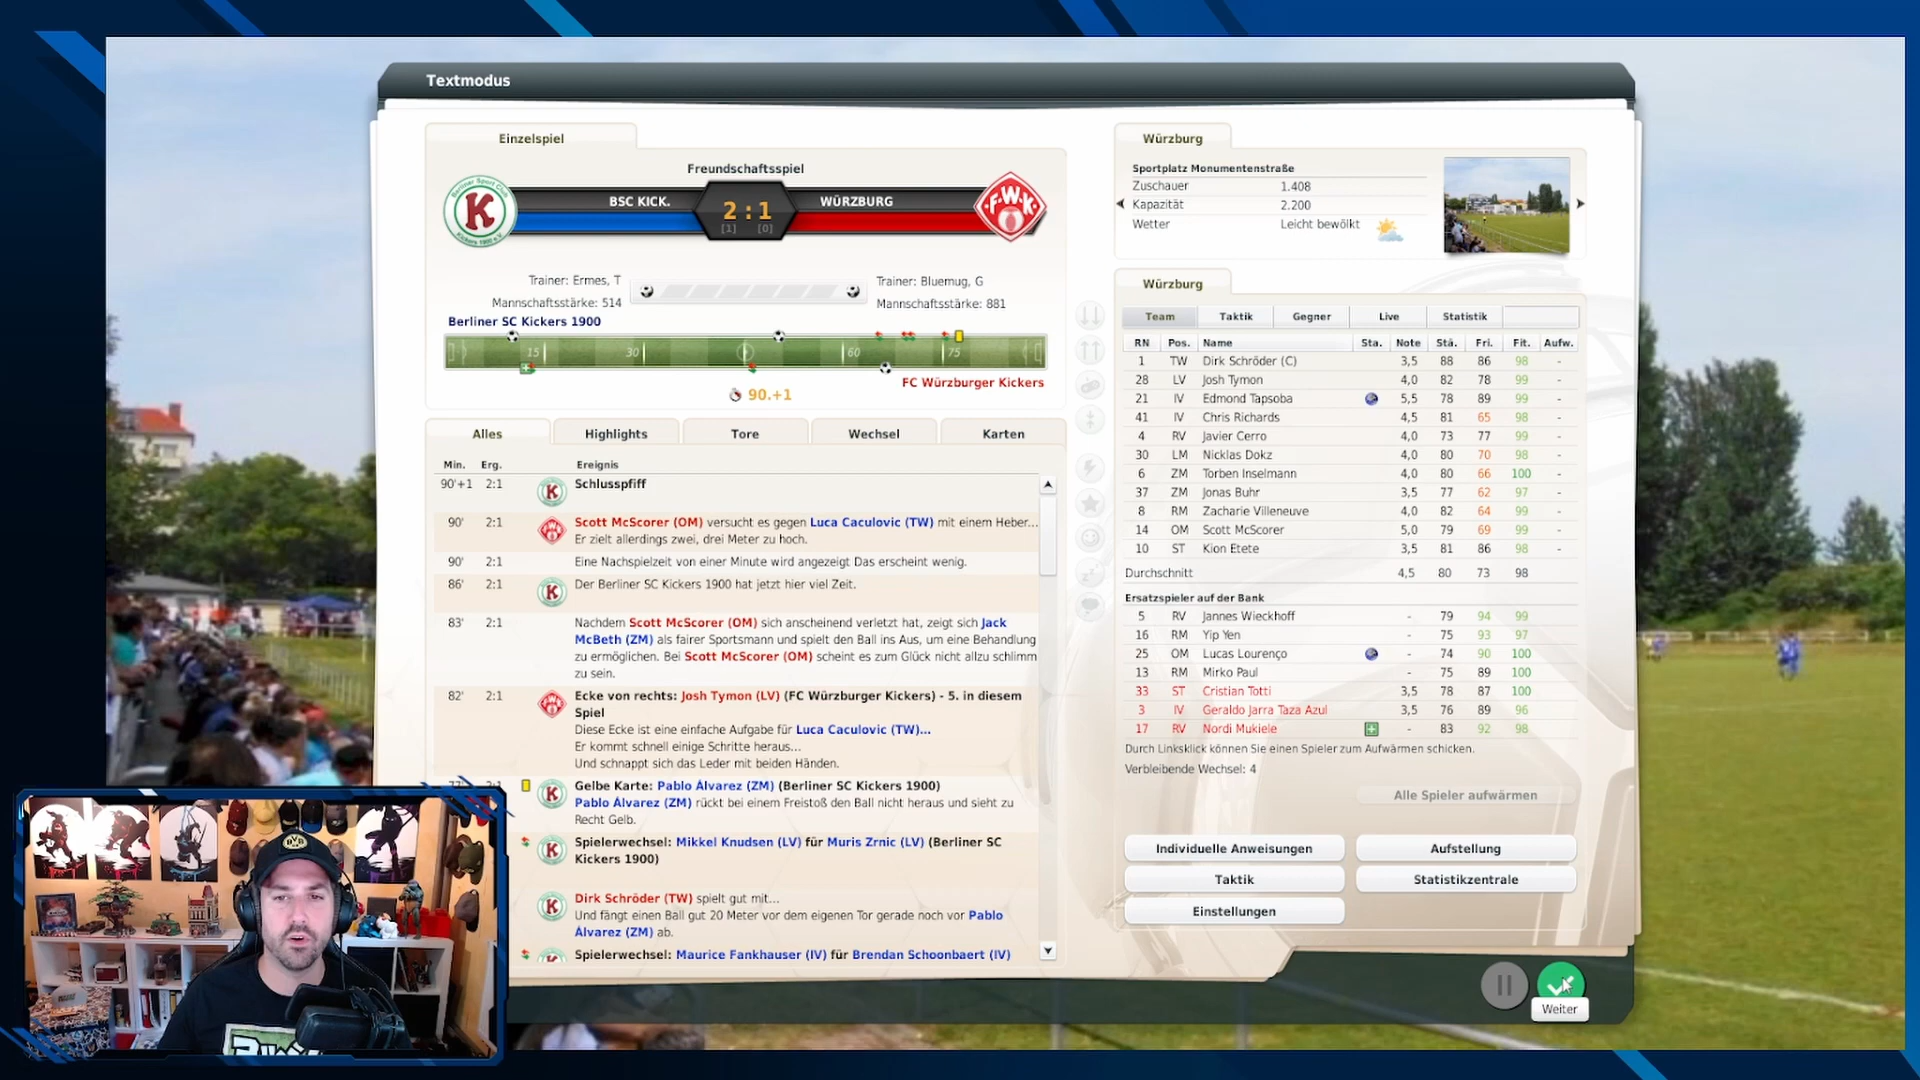 Textmodus
Einzelspiel
Freundschaftsspiel
BSC KICK.
2 : 1
WÜRZBURG
[1] [0]
Trainer: Ermes, T
Mannschaftsstärke: 514
Trainer: Bluemug, G
Mannschaftsstärke: 881
Berliner SC Kickers 1900
15 30 60 75
FC Würzburger Kickers
90.+1
Alles Highlights Tore Wechsel Karten
Min. Erg. Ereignis
90'+1 2:1 Schlusspfiff
90' 2:1 Scott McScorer (OM) versucht es gegen Luca Caculovic (TW) mit einem Heber...
Er zielt allerdings zwei, drei Meter zu hoch.
90' 2:1 Eine Nachspielzeit von einer Minute wird angezeigt Das erscheint wenig.
86' 2:1 Der Berliner SC Kickers 1900 hat jetzt hier viel Zeit.
83' 2:1 Nachdem Scott McScorer (OM) sich anscheinend verletzt hat, zeigt sich Jack
McBeth (ZM) als fairer Sportsmann und spielt den Ball ins Aus, um eine Behandlung
zu ermöglichen. Bei Scott McScorer (OM) scheint es zum Glück nicht allzu schlimm
zu sein.
82' 2:1 Ecke von rechts: Josh Tymon (LV) (FC Würzburger Kickers) - 5. in diesem
Spiel
Diese Ecke ist eine einfache Aufgabe für Luca Caculovic (TW)...
Er kommt schnell einige Schritte heraus...
Und schnappt sich das Leder mit beiden Händen.
Gelbe Karte: Pablo Álvarez (ZM) (Berliner SC Kickers 1900)
Pablo Álvarez (ZM) rückt bei einem Freistoß den Ball nicht heraus und sieht zu
Recht Gelb.
Spielerwechsel: Mikkel Knudsen (LV) für Muris Zrnic (LV) (Berliner SC
Kickers 1900)
Dirk Schröder (TW) spielt gut mit...
Und fängt einen Ball gut 20 Meter vor dem eigenen Tor gerade noch vor Pablo
Álvarez (ZM) ab.
Spielerwechsel: Maurice Fankhauser (IV) für Brendan Schoonbaert (IV)
Würzburg
Sportplatz Monumentenstraße
Zuschauer 1.408
Kapazität 2.200
Wetter Leicht bewölkt
Würzburg
Team Taktik Gegner Live Statistik
RN Pos. Name Sta. Note Stä. Fri. Fit. Aufw.
1 TW Dirk Schröder (C) 3,5 88 86 98 -
28 LV Josh Tymon 4,0 82 78 99 -
21 IV Edmond Tapsoba 5,5 78 89 99 -
41 IV Chris Richards 4,5 81 65 98 -
4 RV Javier Cerro 4,0 73 77 99 -
30 LM Nicklas Dokz 4,0 80 70 98 -
6 ZM Torben Inselmann 4,0 80 66 100 -
37 ZM Jonas Buhr 3,5 77 62 97 -
8 RM Zacharie Villeneuve 4,0 82 64 99 -
14 OM Scott McScorer 5,0 79 69 99 -
10 ST Kion Etete 3,5 81 86 98 -
Durchschnitt 4,5 80 73 98
Ersatzspieler auf der Bank
5 RV Jannes Wieckhoff - 79 94 99
16 RM Yip Yen - 75 93 97
25 OM Lucas Lourenço - 74 90 100
13 RM Mirko Paul - 75 89 100
33 ST Cristian Totti 3,5 78 87 100
3 IV Geraldo Jarra Taza Azul 3,5 76 89 96
17 RV Nordi Mukiele - 83 92 98
Durch Linksklick können Sie einen Spieler zum Aufwärmen schicken.
Verbleibende Wechsel: 4
Alle Spieler aufwärmen
Individuelle Anweisungen Aufstellung
Taktik Statistikzentrale
Einstellungen
Weiter